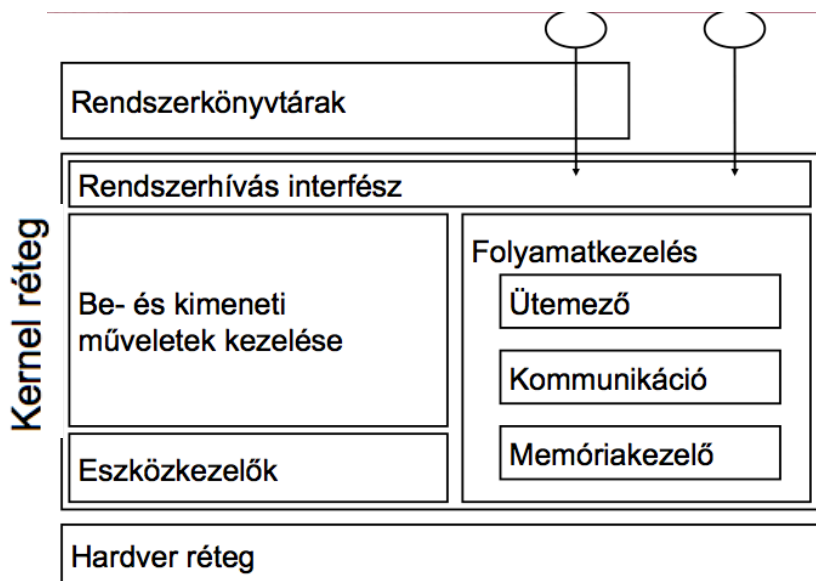 Rendszerkönyvtárak
Kernel réteg
Rendszerhívás interfész
Be- és kimeneti
műveletek kezelése
Eszközkezelők
Folyamatkezelés
Ütemező
Kommunikáció
Memóriakezelő
Hardver réteg